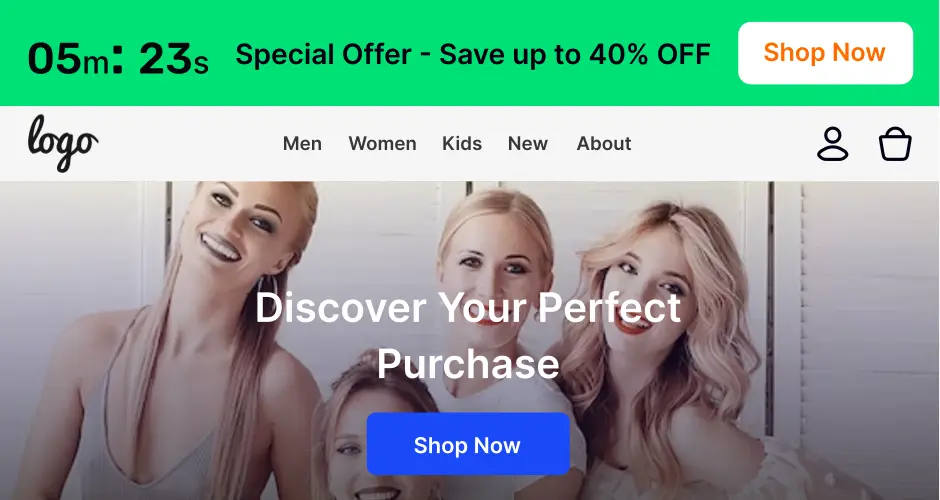 05m: 23s Special Offer - Save up to 40% OFF Shop Now
logo Men Women Kids New About
Discover Your Perfect
Purchase
Shop Now